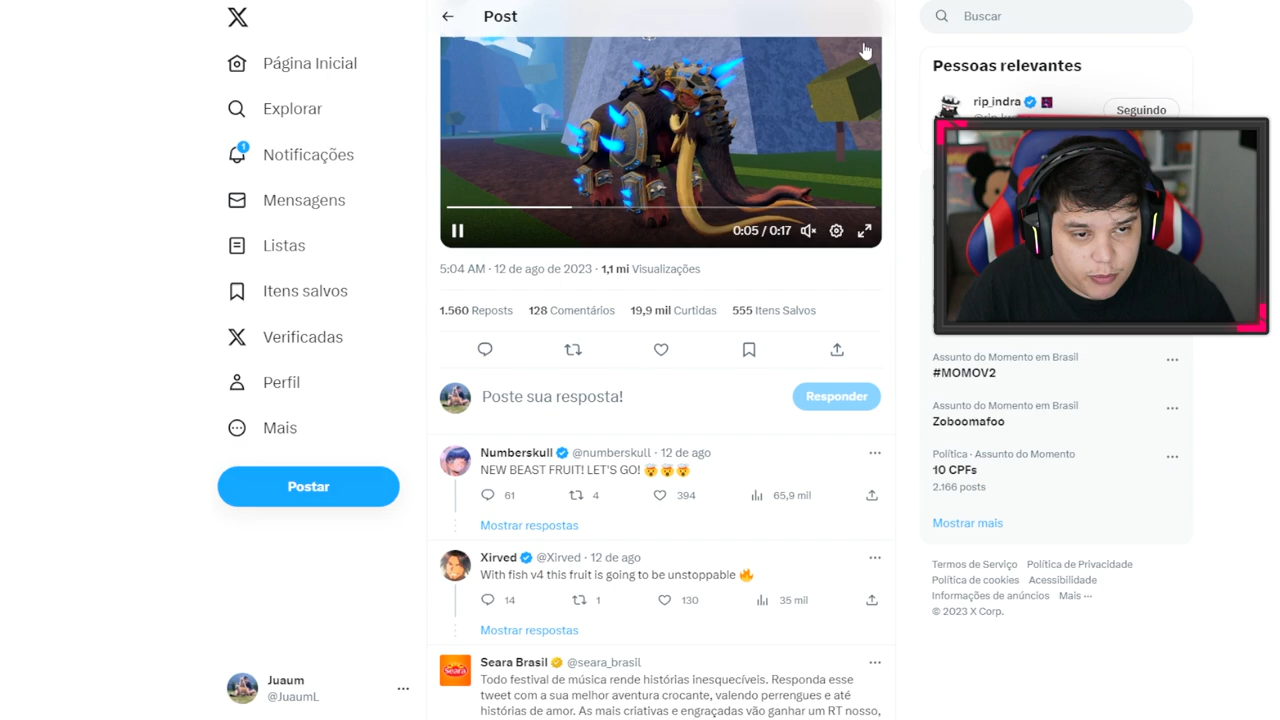 Post
Página Inicial
Explorar
1
Notificações
Mensagens
Listas
Itens salvos
Verificadas
Perfil
Mais
Postar
Juaum
@JuaumL
0:05 / 0:17
5:04 AM · 12 de ago de 2023 · 1,1 mi Visualizações
1.560 Reposts 128 Comentários 19,9 mil Curtidas 555 Itens Salvos
Poste sua resposta!
Responder
Numberskull @numberskull · 12 de ago
NEW BEAST FRUIT! LET'S GO! 🤯🤯🤯
61 4 394 65,9 mil
Mostrar respostas
Xirved @Xirved · 12 de ago
With fish v4 this fruit is going to be unstoppable 🔥
14 1 130 35 mil
Mostrar respostas
Seara
Seara Brasil @seara_brasil
Todo festival de música rende histórias inesquecíveis. Responda esse
tweet com a sua melhor aventura crocante, valendo perrengues e até
histórias de amor. As mais criativas e engraçadas vão ganhar um RT nosso,
Buscar
Pessoas relevantes
rip_indra
Seguindo
Assunto do Momento em Brasil
#MOMOV2
Assunto do Momento em Brasil
Zoboomafoo
Política · Assunto do Momento
10 CPFs
2.166 posts
Mostrar mais
Termos de Serviço Política de Privacidade
Política de cookies Acessibilidade
Informações de anúncios Mais ···
© 2023 X Corp.